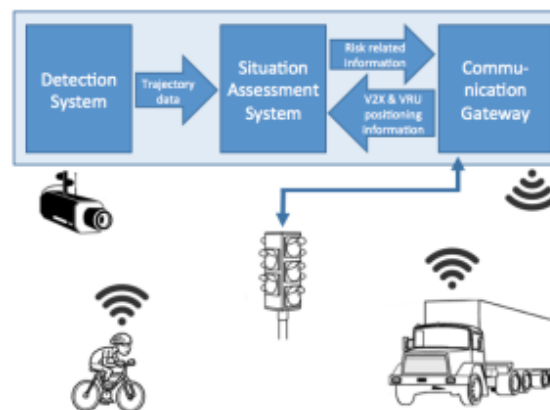 Detection
System
Trajectory
data
Situation
Assessment
System
Risk related
information
V2X & VRU
positioning
information
Commu-
nication
Gateway